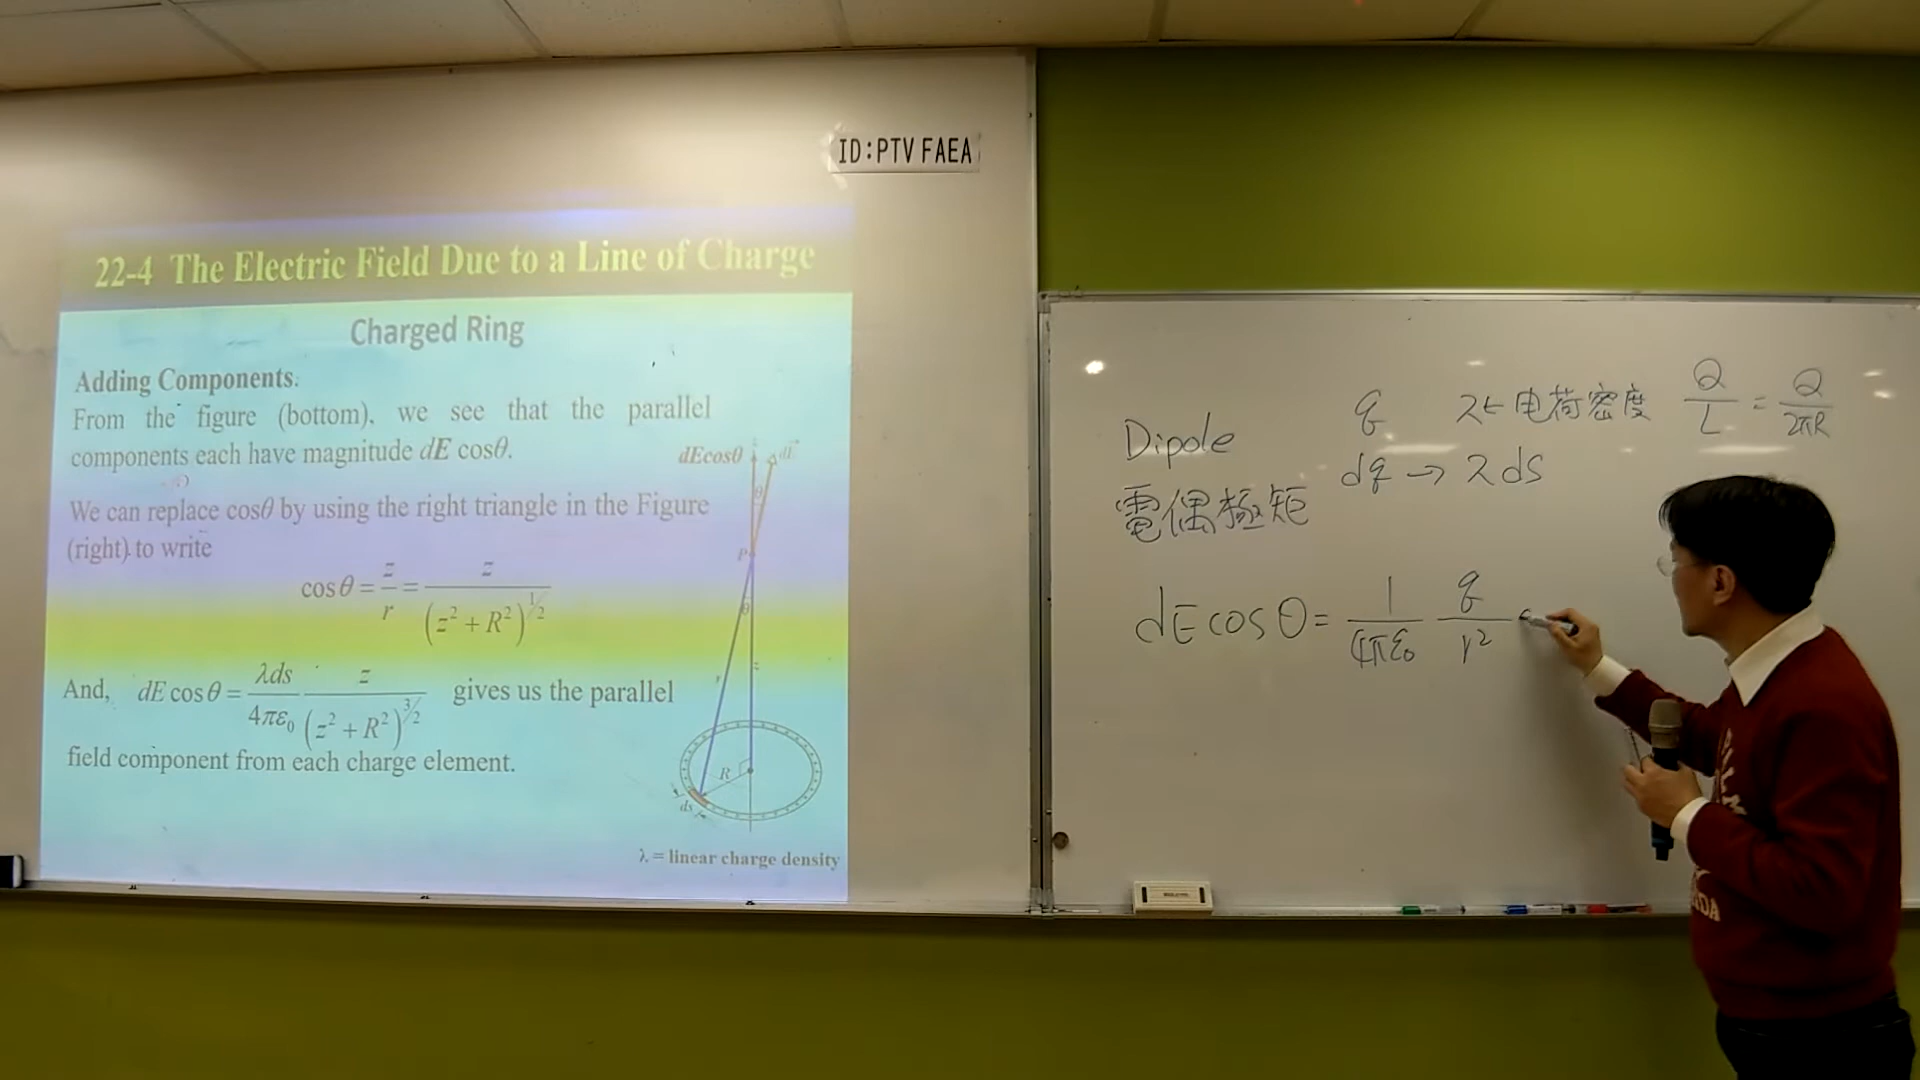 ID:PTV FAEA
22-4 The Electric Field Due to a Line of Charge
Charged Ring
Adding Components.
From the figure (bottom), we see that the parallel
components each have magnitude dE cosθ.
We can replace cosθ by using the right triangle in the Figure
(right) to write
cosθ = z/r = z/(z² + R²)^1/2
And, dE cosθ = λds/4πε₀ z/(z² + R²)^3/2 gives us the parallel
field component from each charge element.
dEcosθ
dE
θ
P
θ
z
r
R
ds
λ = linear charge density
Dipole
電偶極矩
q λ← 电荷密度 Q/L = Q/2πR
dq → λds
dE cos θ = 1/4πε₀ q/r²